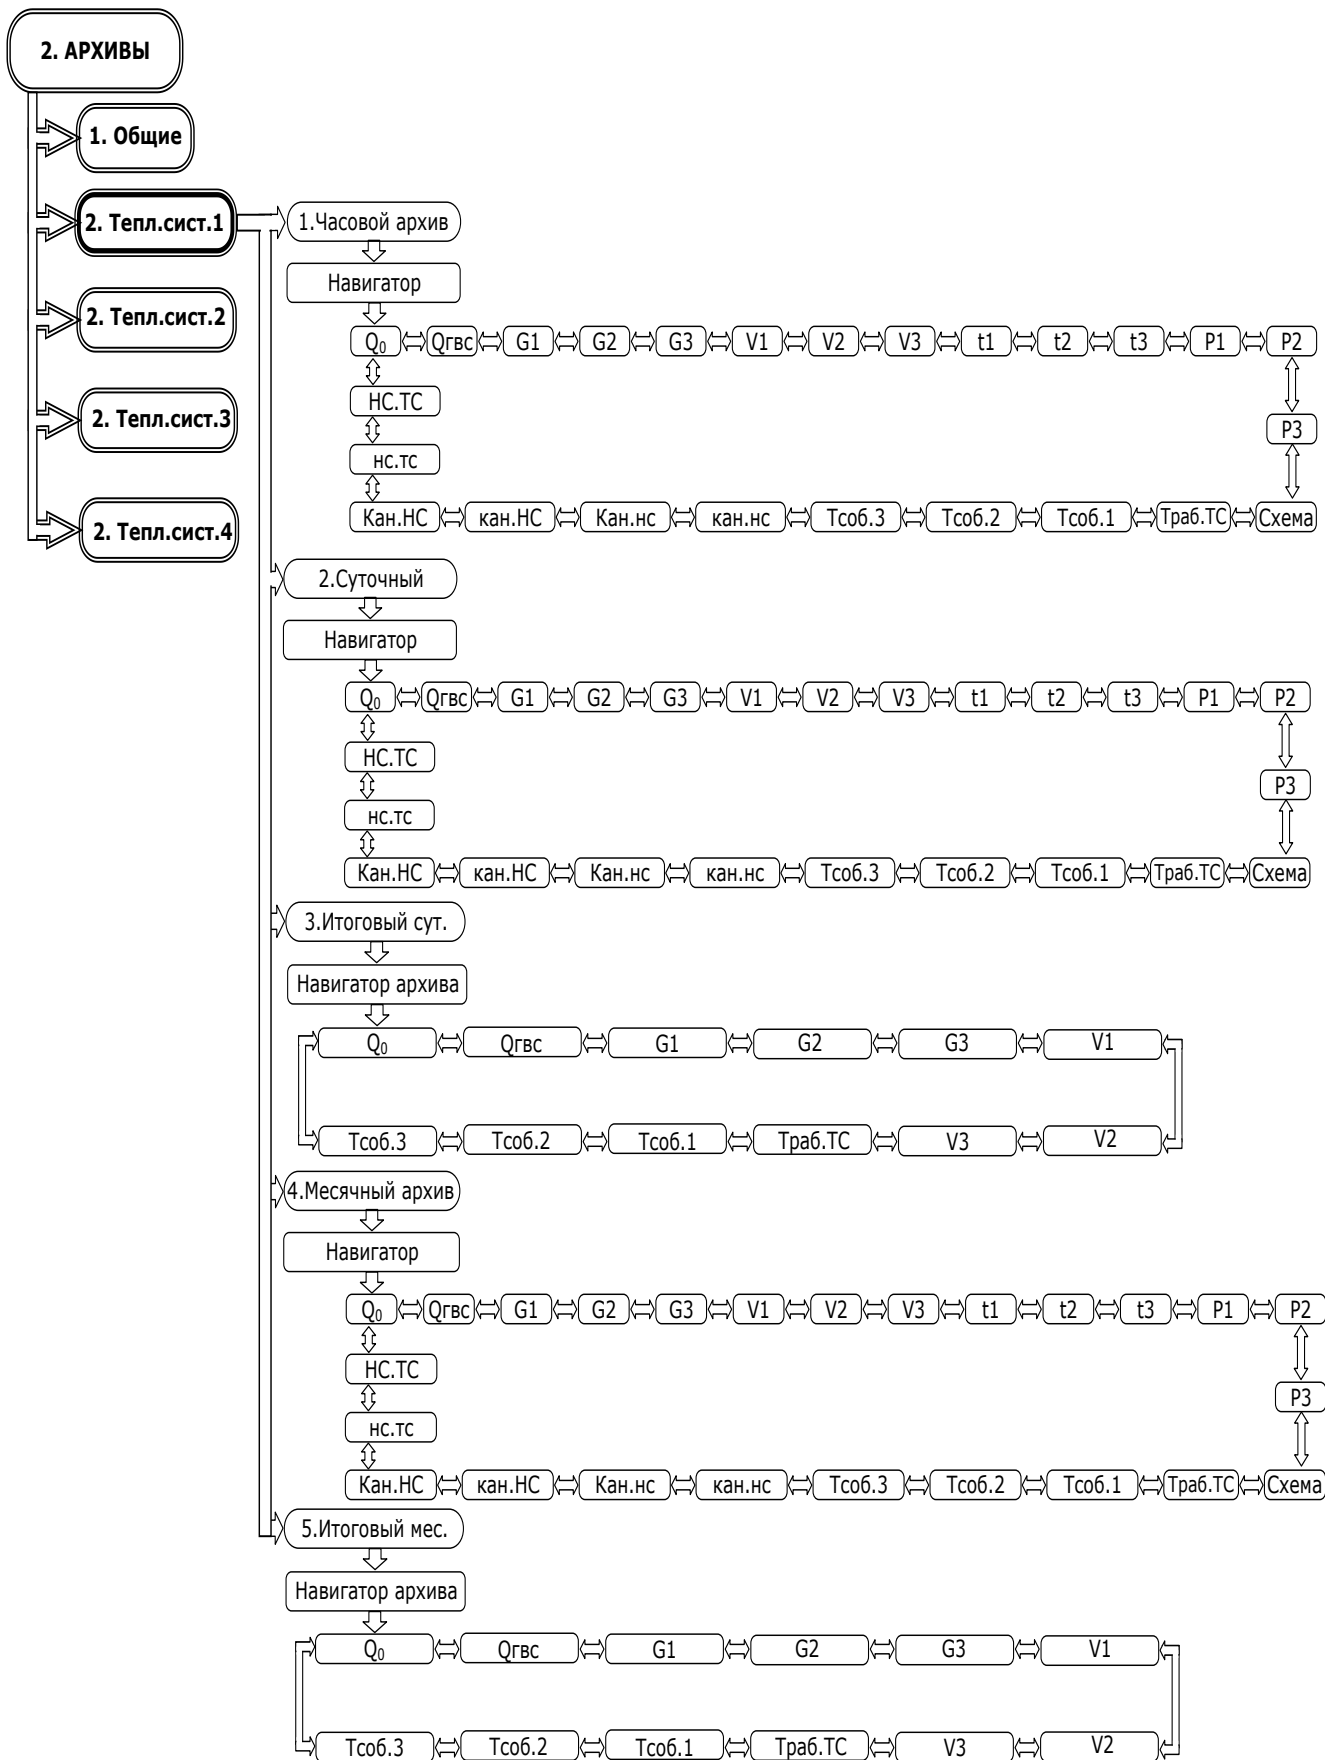 2. АРХИВЫ
1. Общие
2. Тепл.сист.1
2. Тепл.сист.2
2. Тепл.сист.3
2. Тепл.сист.4
1.Часовой архив
Навигатор
Q₀ Qгвс G1 G2 G3 V1 V2 V3 t1 t2 t3 P1 P2
НС.ТС
P3
нс.тс
Кан.НС кан.НС Кан.нс кан.нс Тсоб.3 Тсоб.2 Тсоб.1 Траб.ТС Схема
2.Суточный
Навигатор
Q₀ Qгвс G1 G2 G3 V1 V2 V3 t1 t2 t3 P1 P2
НС.ТС
P3
нс.тс
Кан.НС кан.НС Кан.нс кан.нс Тсоб.3 Тсоб.2 Тсоб.1 Траб.ТС Схема
3.Итоговый сут.
Навигатор архива
Q₀ Qгвс G1 G2 G3 V1
Тсоб.3 Тсоб.2 Тсоб.1 Траб.ТС V3 V2
4.Месячный архив
Навигатор
Q₀ Qгвс G1 G2 G3 V1 V2 V3 t1 t2 t3 P1 P2
НС.ТС
P3
нс.тс
Кан.НС кан.НС Кан.нс кан.нс Тсоб.3 Тсоб.2 Тсоб.1 Траб.ТС Схема
5.Итоговый мес.
Навигатор архива
Q₀ Qгвс G1 G2 G3 V1
Тсоб.3 Тсоб.2 Тсоб.1 Траб.ТС V3 V2